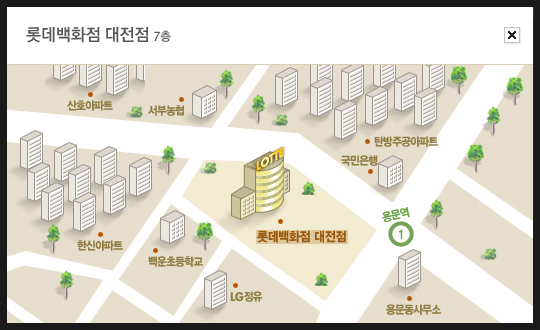 롯데백화점 대전점 7층
산호아파트
서부농협
탄방주공아파트
국민은행
LOTTE
용문역
1
롯데백화점 대전점
한신아파트
백운초등학교
LG정유
용문동사무소